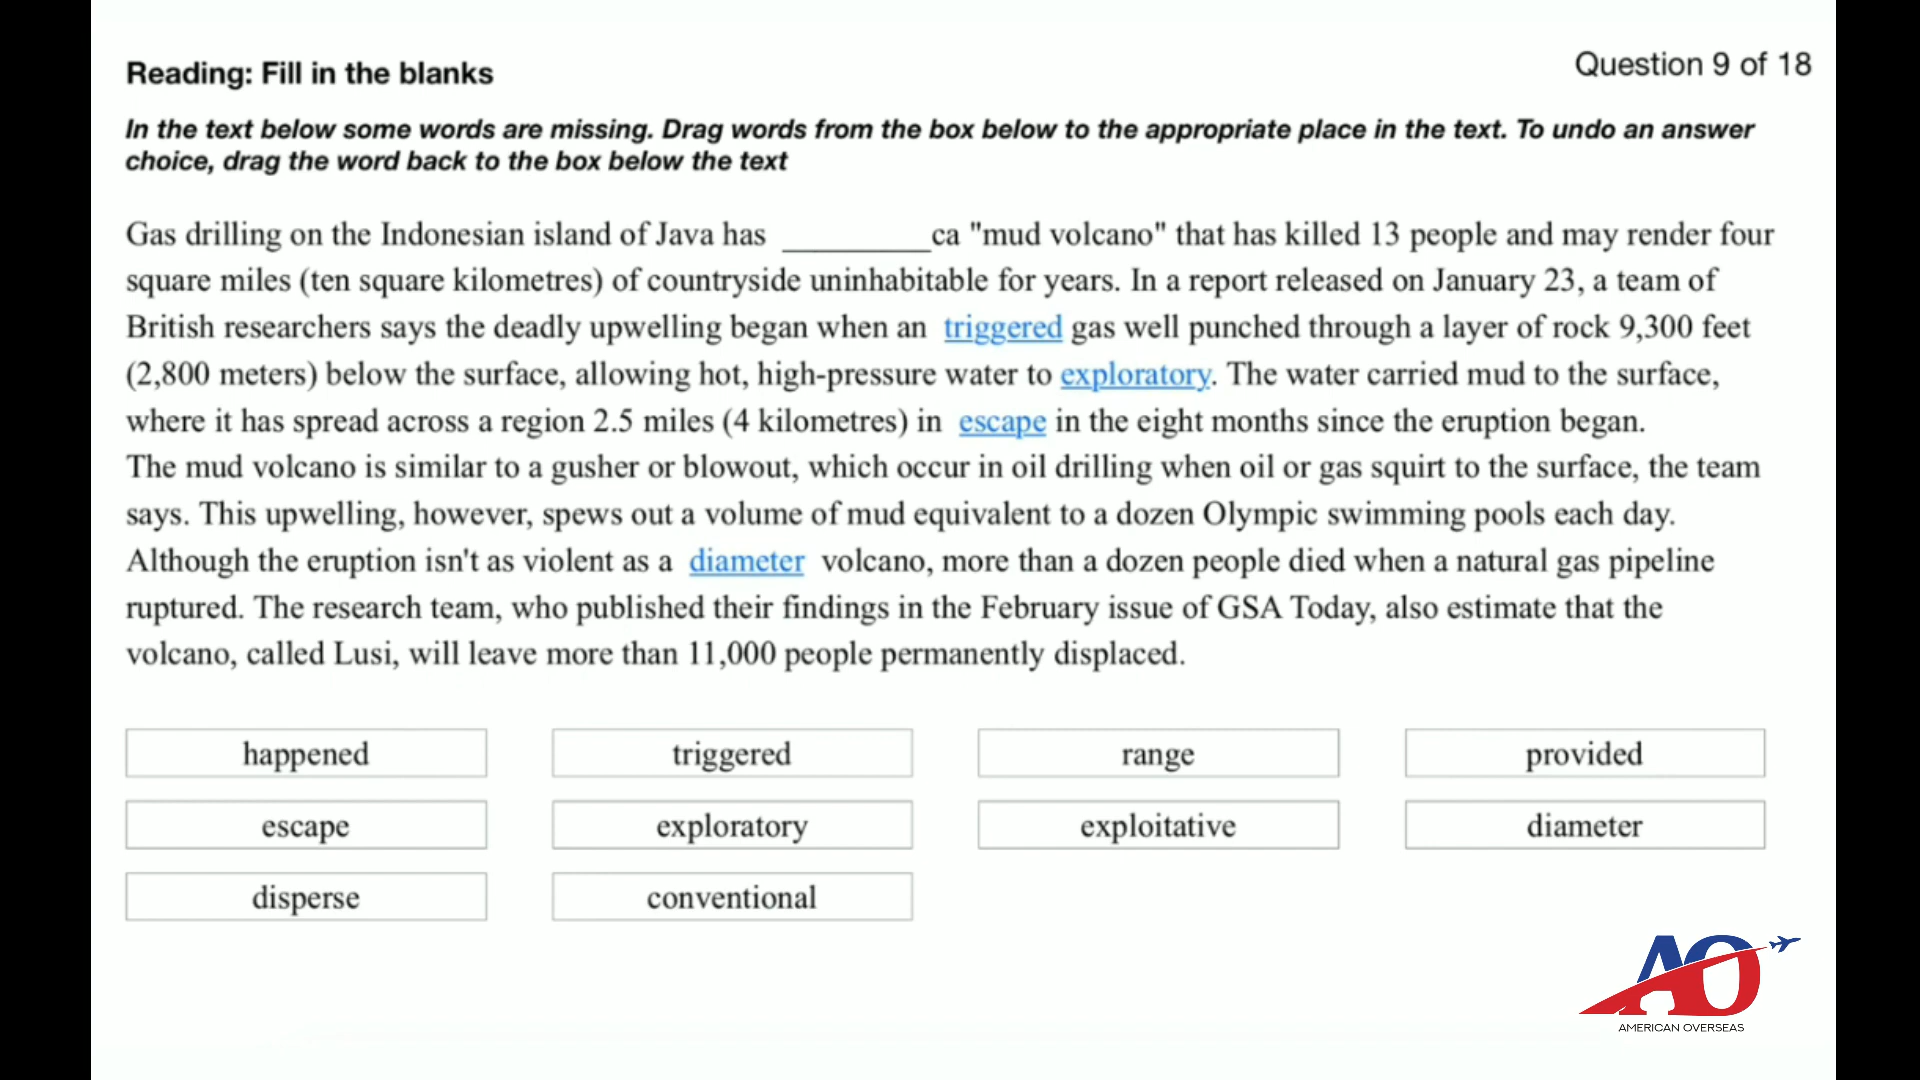 Reading: Fill in the blanks
Question 9 of 18
In the text below some words are missing. Drag words from the box below to the appropriate place in the text. To undo an answer
choice, drag the word back to the box below the text
Gas drilling on the Indonesian island of Java has _________ca "mud volcano" that has killed 13 people and may render four
square miles (ten square kilometres) of countryside uninhabitable for years. In a report released on January 23, a team of
British researchers says the deadly upwelling began when an triggered gas well punched through a layer of rock 9,300 feet
(2,800 meters) below the surface, allowing hot, high-pressure water to exploratory. The water carried mud to the surface,
where it has spread across a region 2.5 miles (4 kilometres) in escape in the eight months since the eruption began.
The mud volcano is similar to a gusher or blowout, which occur in oil drilling when oil or gas squirt to the surface, the team
says. This upwelling, however, spews out a volume of mud equivalent to a dozen Olympic swimming pools each day.
Although the eruption isn't as violent as a diameter volcano, more than a dozen people died when a natural gas pipeline
ruptured. The research team, who published their findings in the February issue of GSA Today, also estimate that the
volcano, called Lusi, will leave more than 11,000 people permanently displaced.
happened triggered range provided
escape exploratory exploitative diameter
disperse conventional
AO
AMERICAN OVERSEAS